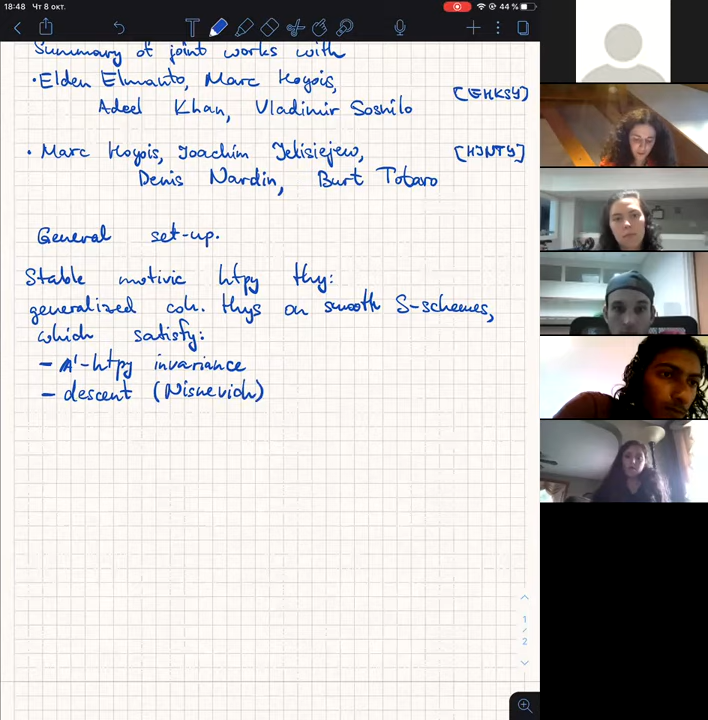 18:48 Чт 8 окт. 44 %
Summary of joint works with
• Elden Elmanto, Marc Hoyois, [EHKSY]
Adeel Khan, Vladimir Sosnilo
• Marc Hoyois, Joachim Jelisiejew, [HJNTY]
Denis Nardin, Burt Totaro
General set-up.
Stable motivic htpy thy:
generalized coh. thys on smooth S-schemes,
which satisfy:
- A¹-htpy invariance
- descent (Nisnevich)
1
/
2